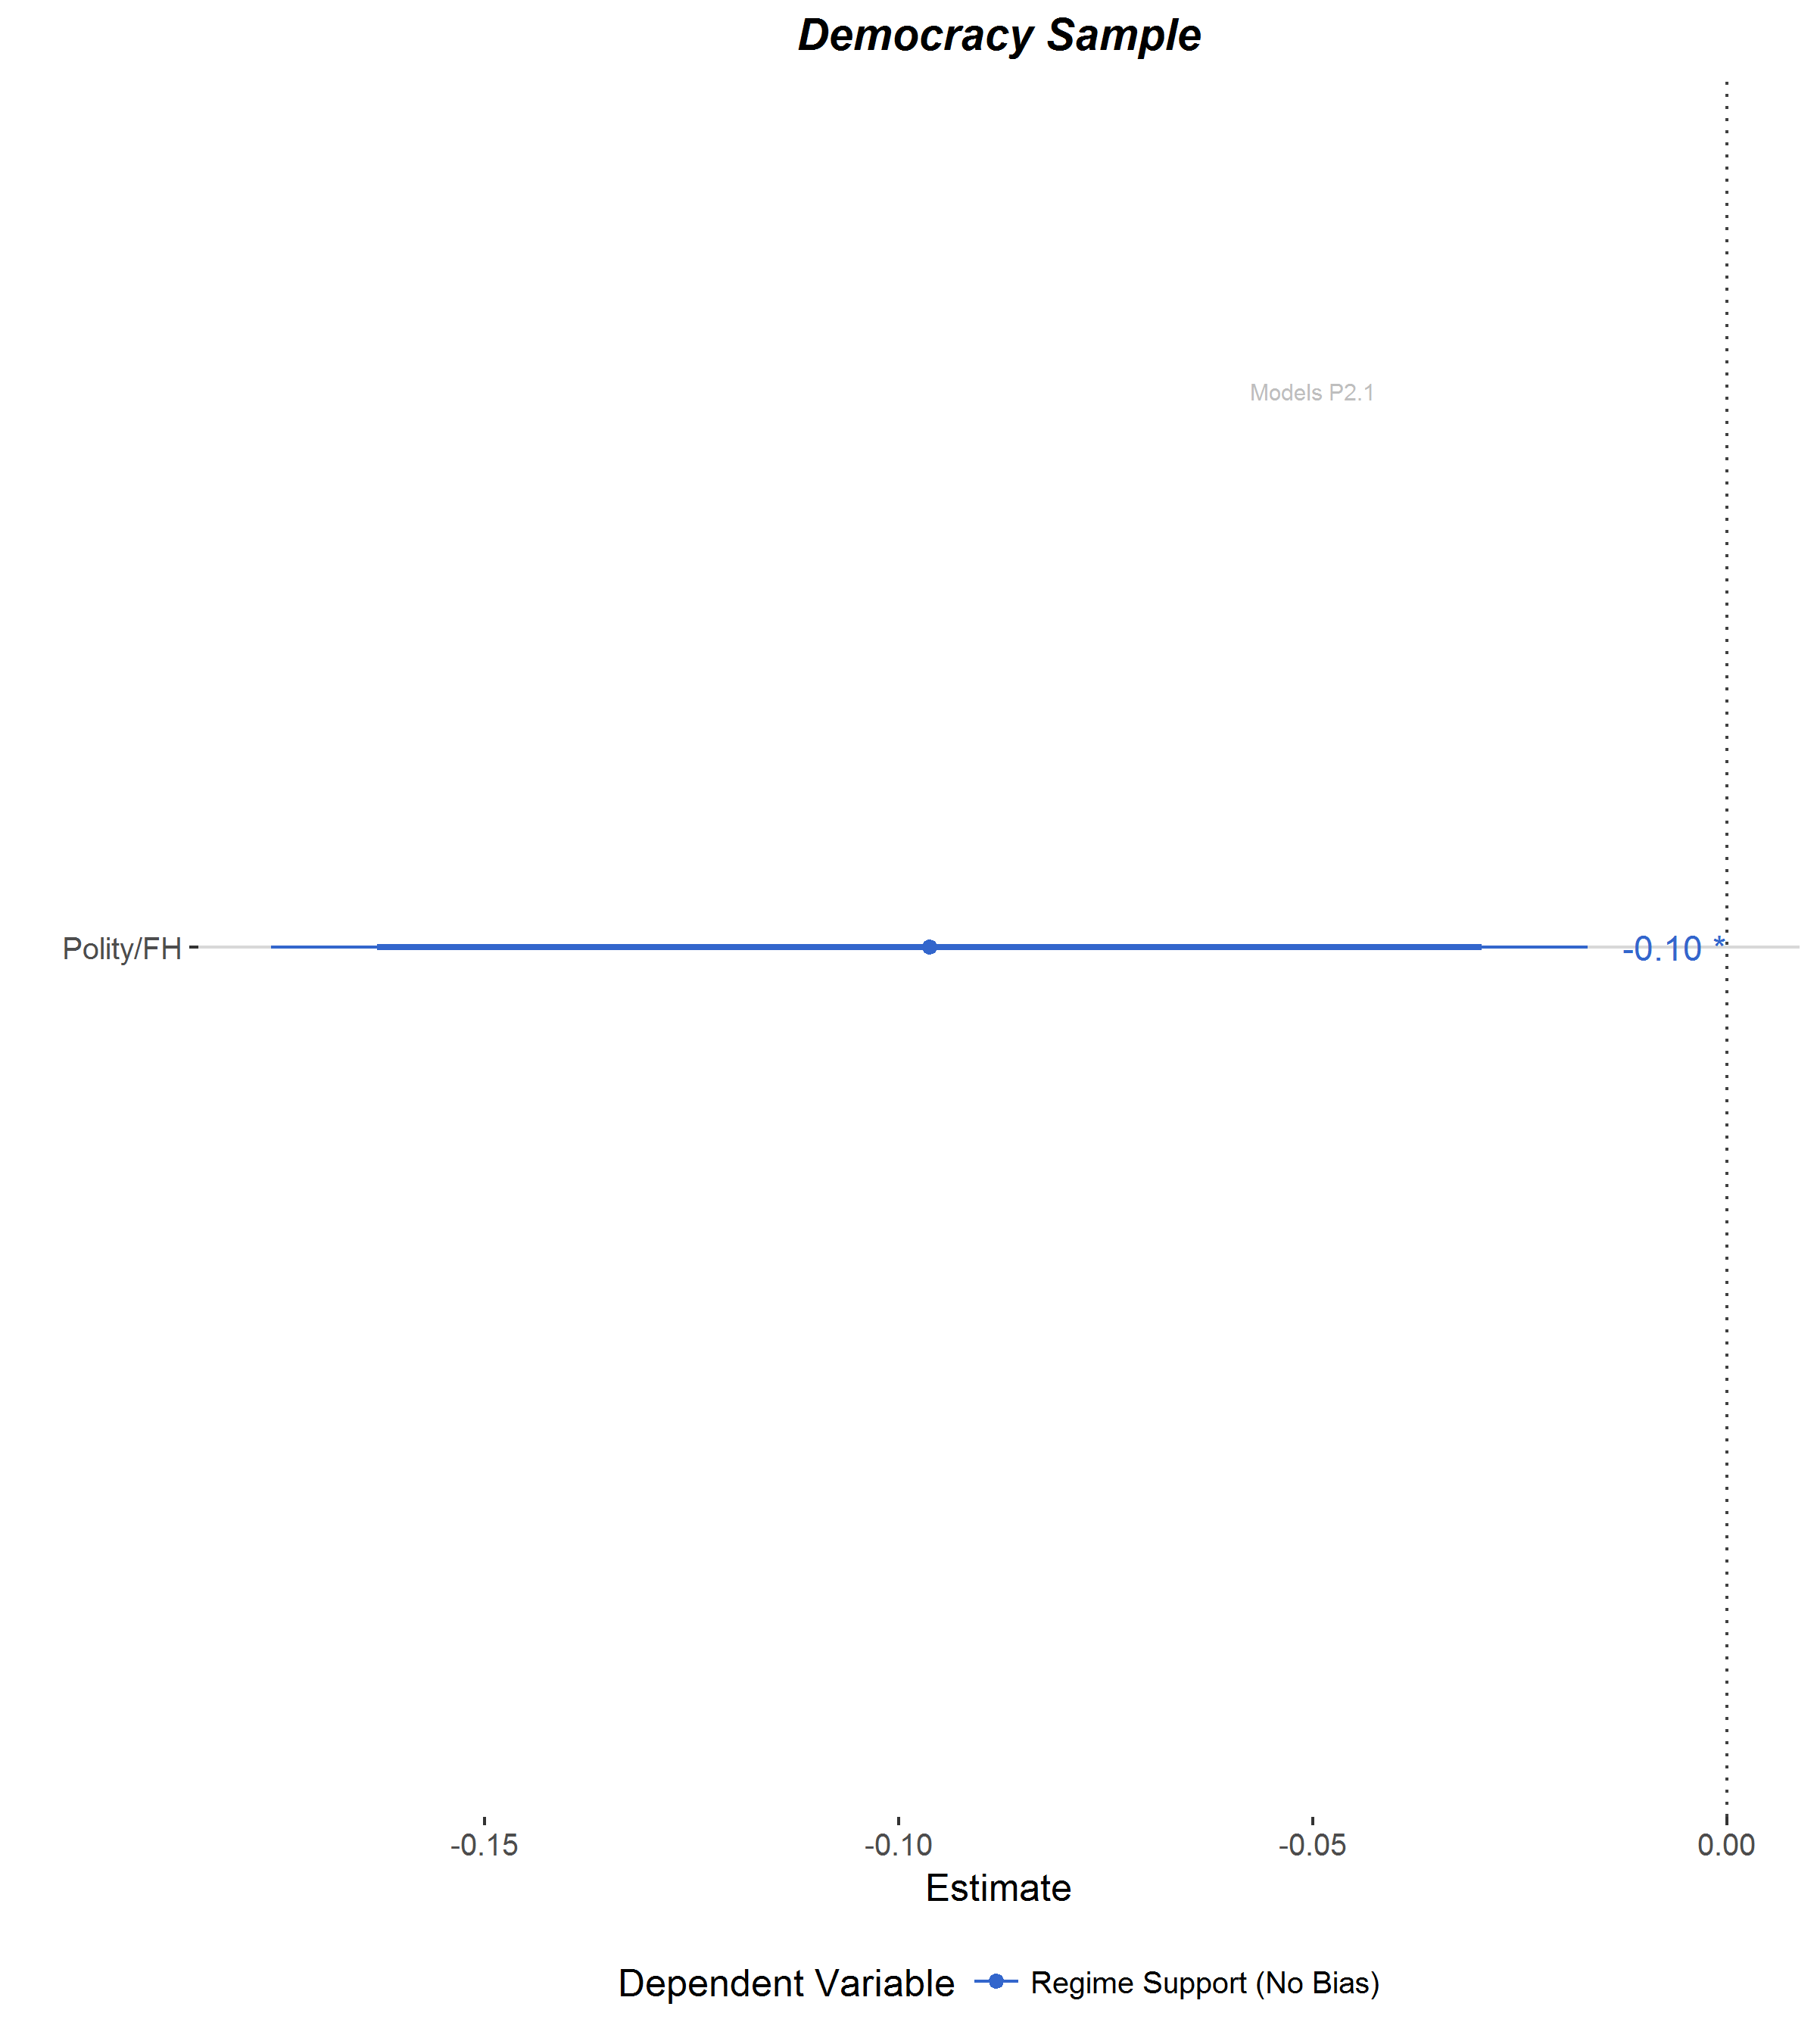 Democracy Sample
Models P2.1
Polity/FH
-0.10 *
-0.15 -0.10 -0.05 0.00
Estimate
Dependent Variable Regime Support (No Bias)